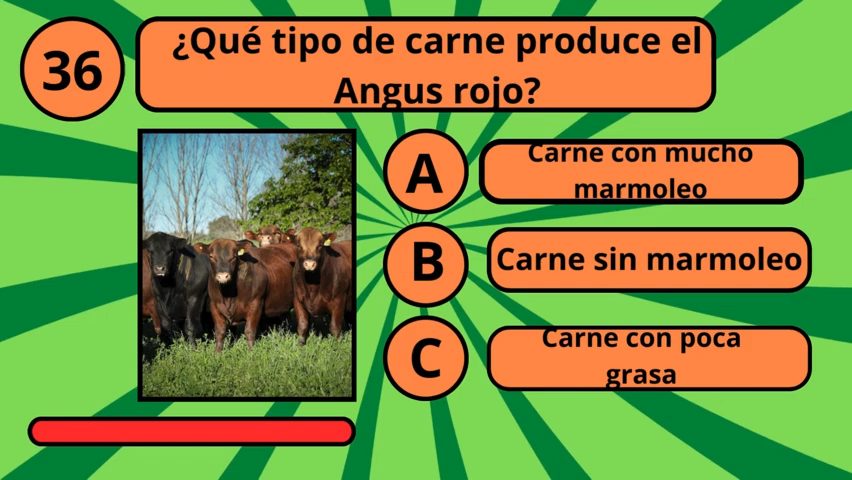 36
¿Qué tipo de carne produce el
Angus rojo?
A
Carne con mucho
marmoleo
B
Carne sin marmoleo
C
Carne con poca
grasa